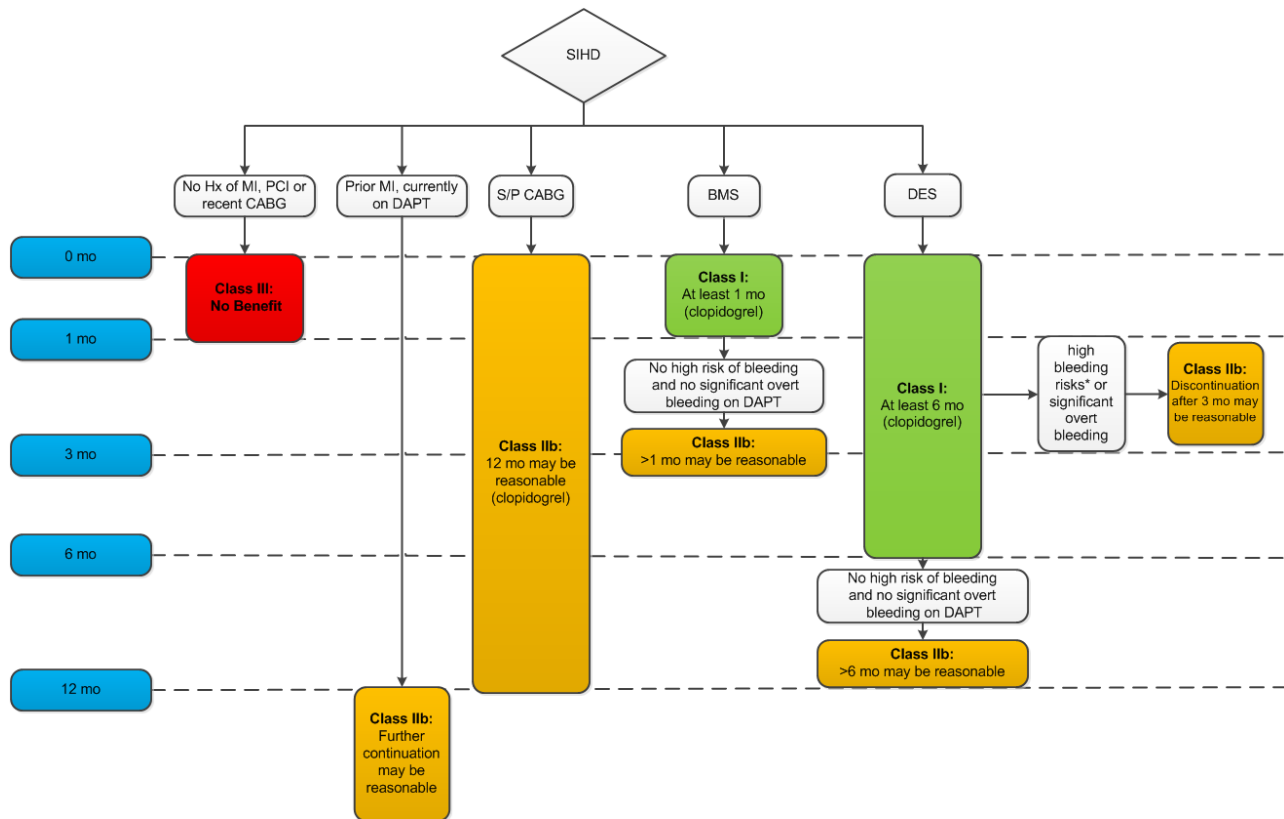 SIHD
No Hx of MI, PCI or
recent CABG
Prior MI, currently
on DAPT
S/P CABG
BMS
DES
0 mo
1 mo
3 mo
6 mo
12 mo
Class III:
No Benefit
Class IIb:
Further
continuation
may be
reasonable
Class IIb:
12 mo may be
reasonable
(clopidogrel)
Class I:
At least 1 mo
(clopidogrel)
No high risk of bleeding
and no significant overt
bleeding on DAPT
Class IIb:
>1 mo may be reasonable
Class I:
At least 6 mo
(clopidogrel)
high
bleeding
risks* or
significant
overt
bleeding
Class IIb:
Discontinuation
after 3 mo may
be reasonable
No high risk of bleeding
and no significant overt
bleeding on DAPT
Class IIb:
>6 mo may be reasonable